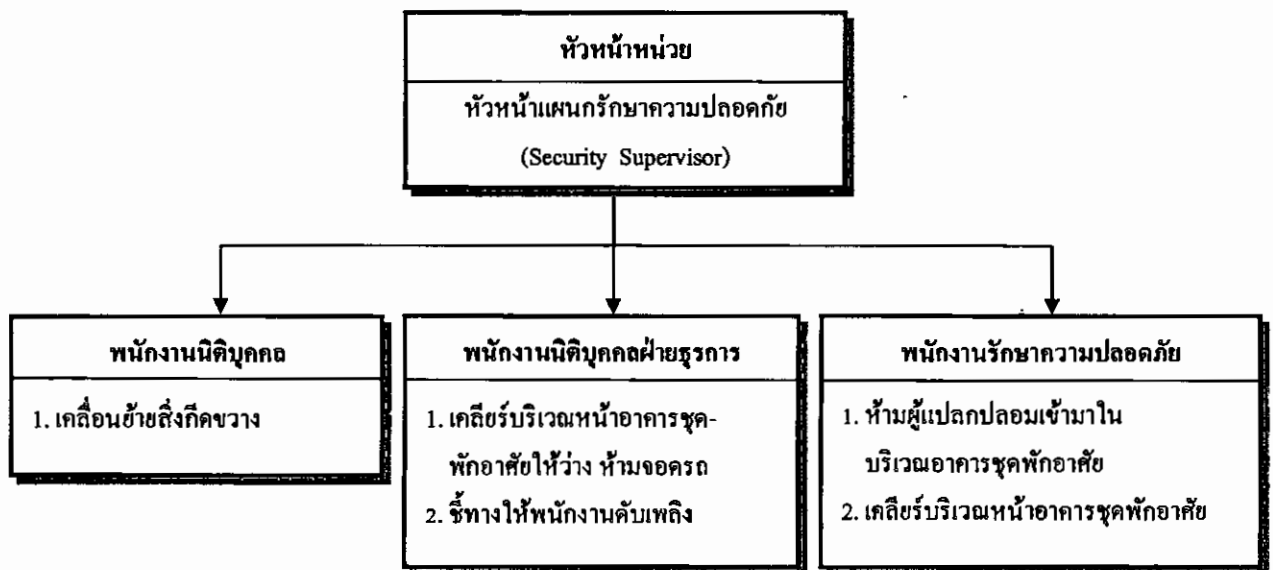 หัวหน้าหน่วย
หัวหน้าแผนกรักษาความปลอดภัย
(Security Supervisor)
พนักงานนิติบุคคล
1. เคลื่อนย้ายสิ่งกีดขวาง
พนักงานนิติบุคคลฝ่ายธุรการ
1. เคลียร์บริเวณหน้าอาคารชุด-
พักอาศัยให้ว่าง ห้ามจอดรถ
2. ชี้ทางให้พนักงานดับเพลิง
พนักงานรักษาความปลอดภัย
1. ห้ามผู้แปลกปลอมเข้ามาใน
บริเวณอาคารชุดพักอาศัย
2. เคลียร์บริเวณหน้าอาคารชุดพักอาศัย